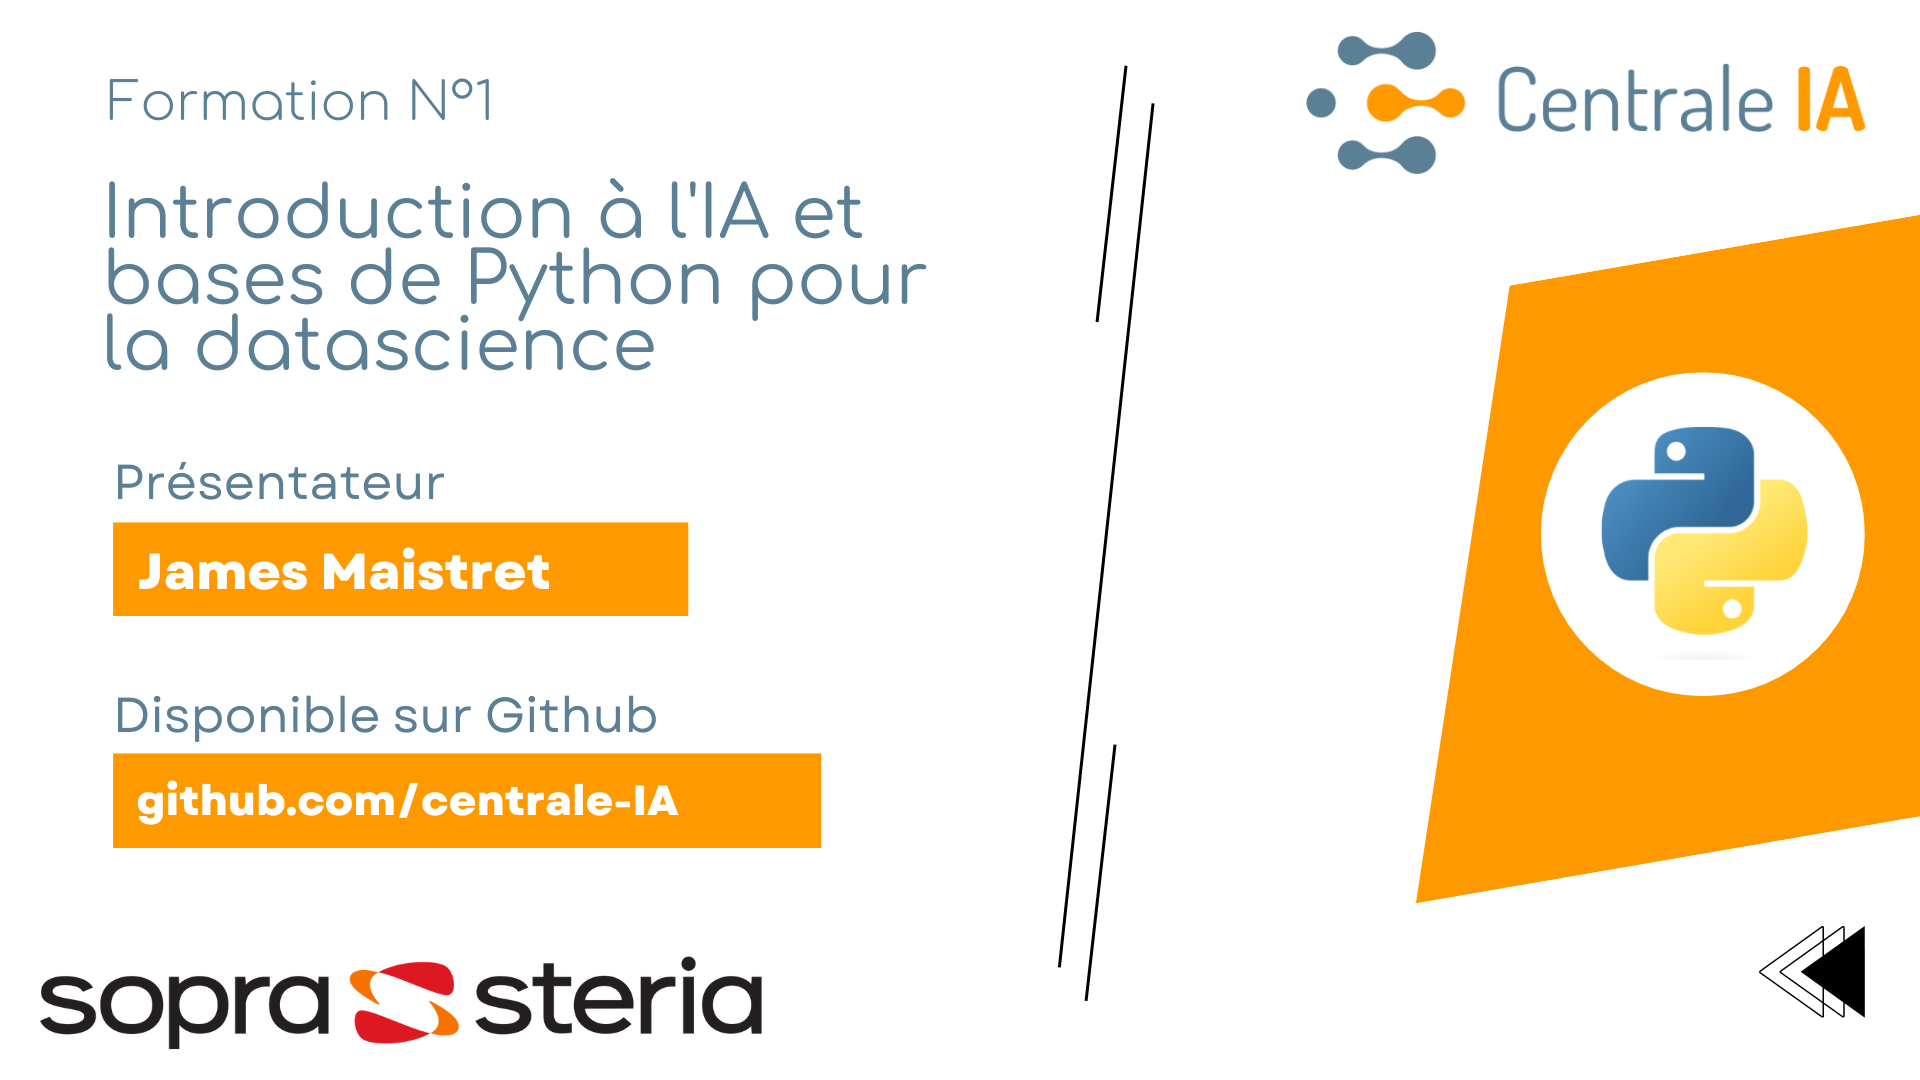 Formation N°1
Centrale IA
Introduction à l'IA et
bases de Python pour
la datascience
Présentateur
James Maistret
Disponible sur Github
github.com/centrale-IA
sopra steria